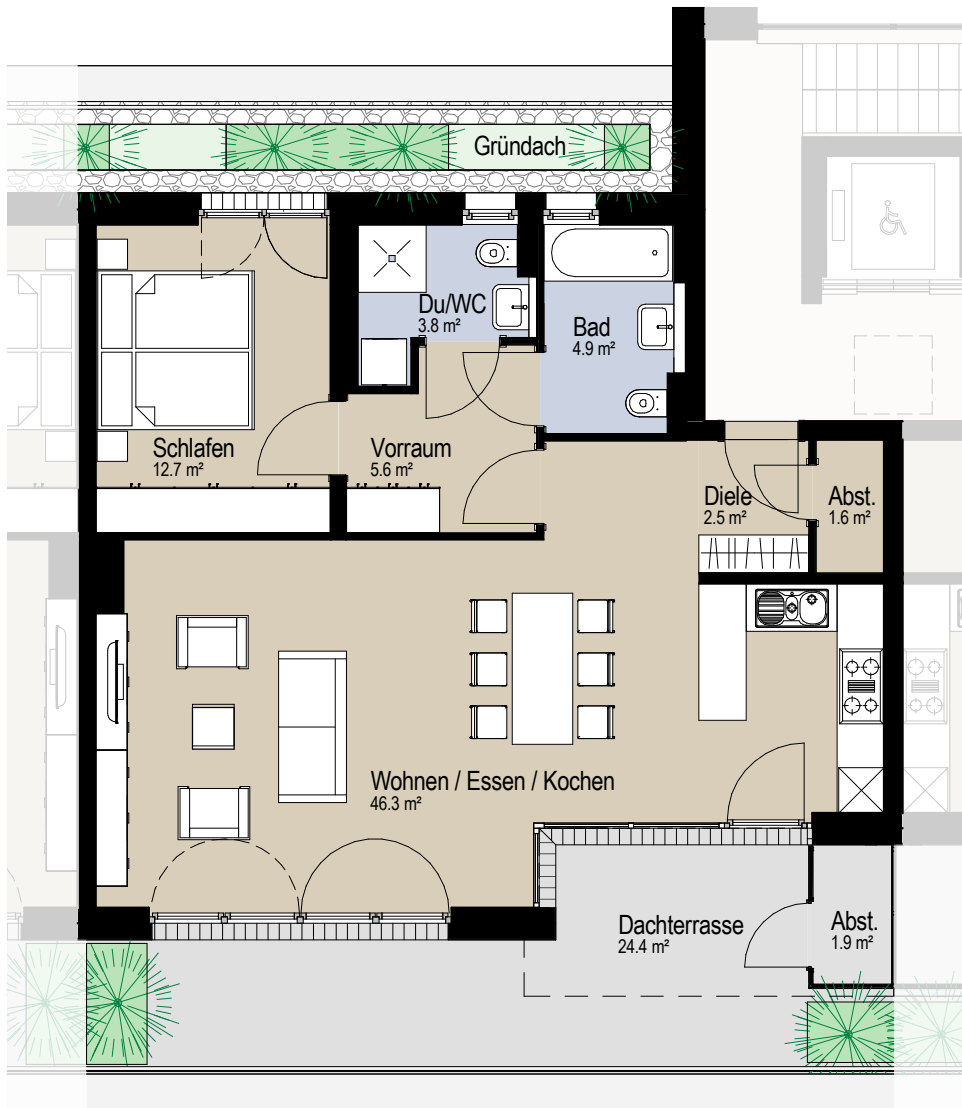 Gründach
Du/WC
3.8 m²
Bad
4.9 m²
Schlafen
12.7 m²
Vorraum
5.6 m²
Diele
2.5 m²
Abst.
1.6 m²
Wohnen / Essen / Kochen
46.3 m²
Dachterrasse
24.4 m²
Abst.
1.9 m²